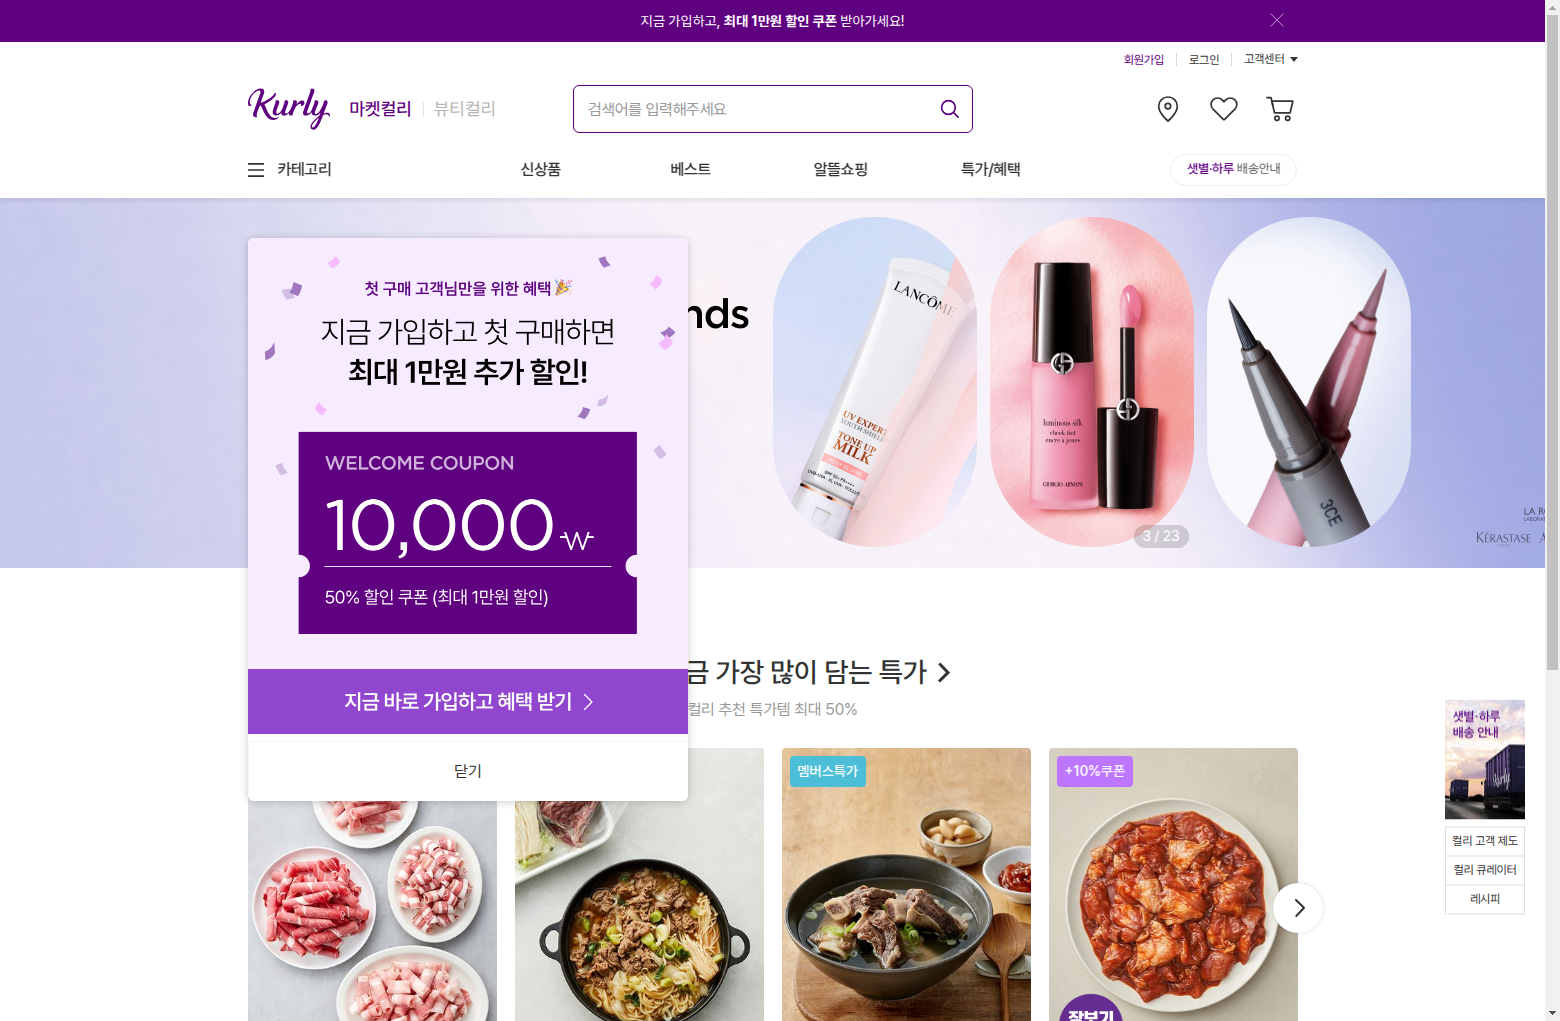 지금 가입하고, 최대 1만원 할인 쿠폰 받아가세요!
회원가입
로그인
고객센터
Kurly
마켓컬리
뷰티컬리
검색어를 입력해주세요
카테고리
신상품
베스트
알뜰쇼핑
특가/혜택
샛별·하루 배송안내
첫 구매 고객님만을 위한 혜택
지금 가입하고 첫 구매하면
최대 1만원 추가 할인!
WELCOME COUPON
10,000₩
50% 할인 쿠폰 (최대 1만원 할인)
지금 바로 가입하고 혜택 받기
닫기
nds
LANCÔME
UV EXPERT
YOUTH SHIELD
TONE UP
MILK
luminous silk
cheek tint
encre à joues
GIORGIO ARMANI
3CE
3 / 23
LA RO
KÉRASTASE
금 가장 많이 담는 특가
컬리 추천 특가템 최대 50%
멤버스특가
+10%쿠폰
장보기
샛별·하루
배송 안내
Kurly
컬리 고객 제도
컬리 큐레이터
레시피